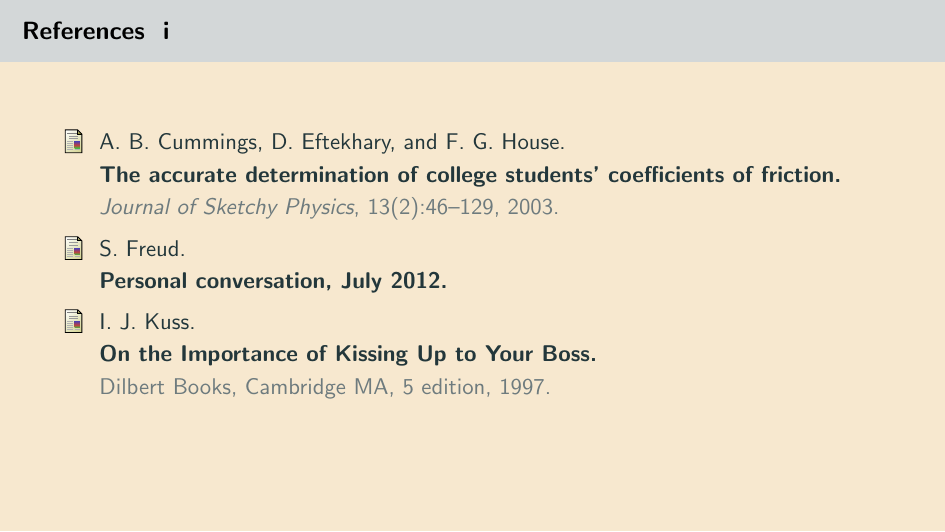 References i
A. B. Cummings, D. Eftekhary, and F. G. House.
The accurate determination of college students' coefficients of friction.
Journal of Sketchy Physics, 13(2):46–129, 2003.
S. Freud.
Personal conversation, July 2012.
I. J. Kuss.
On the Importance of Kissing Up to Your Boss.
Dilbert Books, Cambridge MA, 5 edition, 1997.